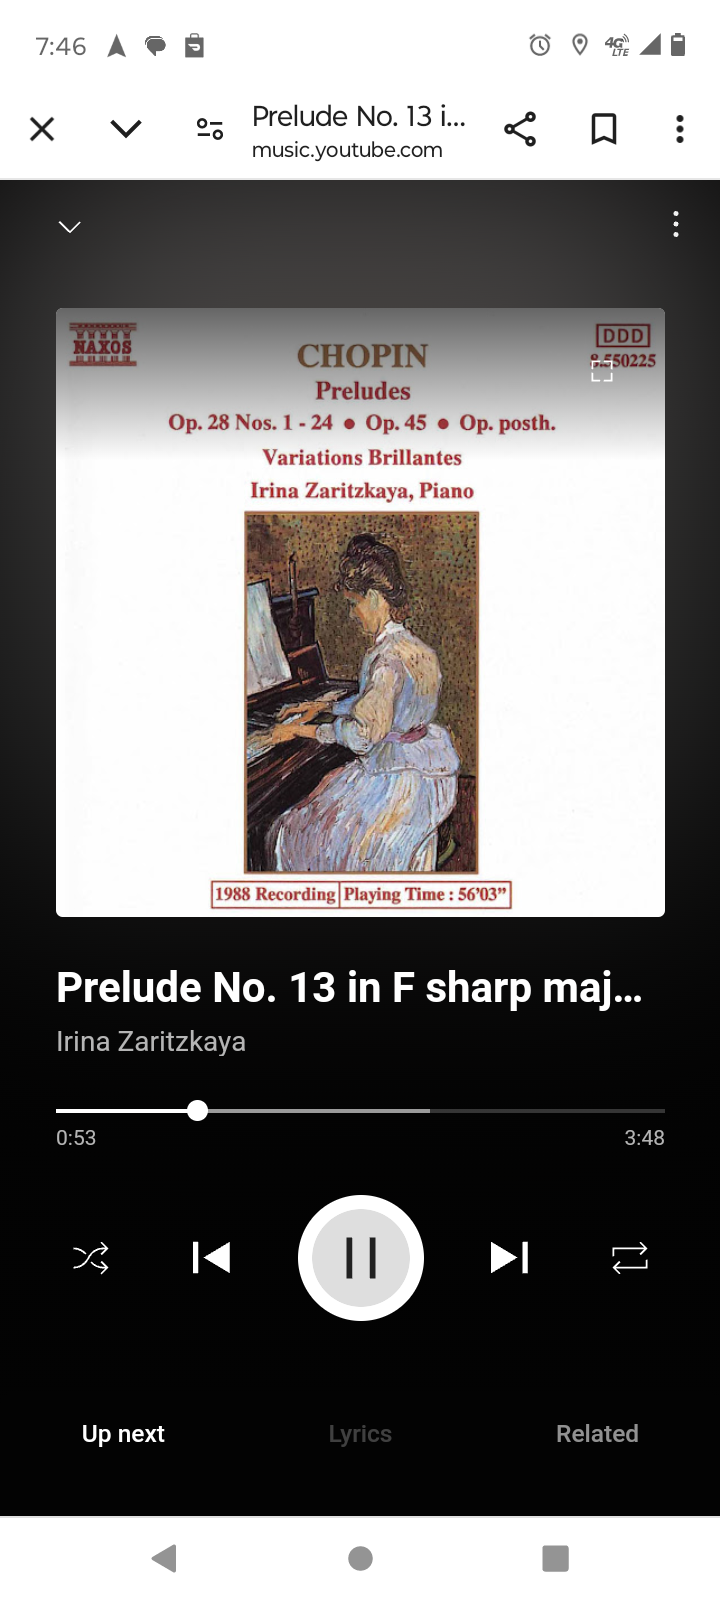 7:46
4G LTE
Prelude No. 13 i...
music.youtube.com
NAXOS
DDD
8.550225
CHOPIN
Preludes
Op. 28 Nos. 1 - 24 ● Op. 45 ● Op. posth.
Variations Brillantes
Irina Zaritzkaya, Piano
1988 Recording Playing Time : 56'03"
Prelude No. 13 in F sharp maj...
Irina Zaritzkaya
0:53
3:48
Up next
Lyrics
Related